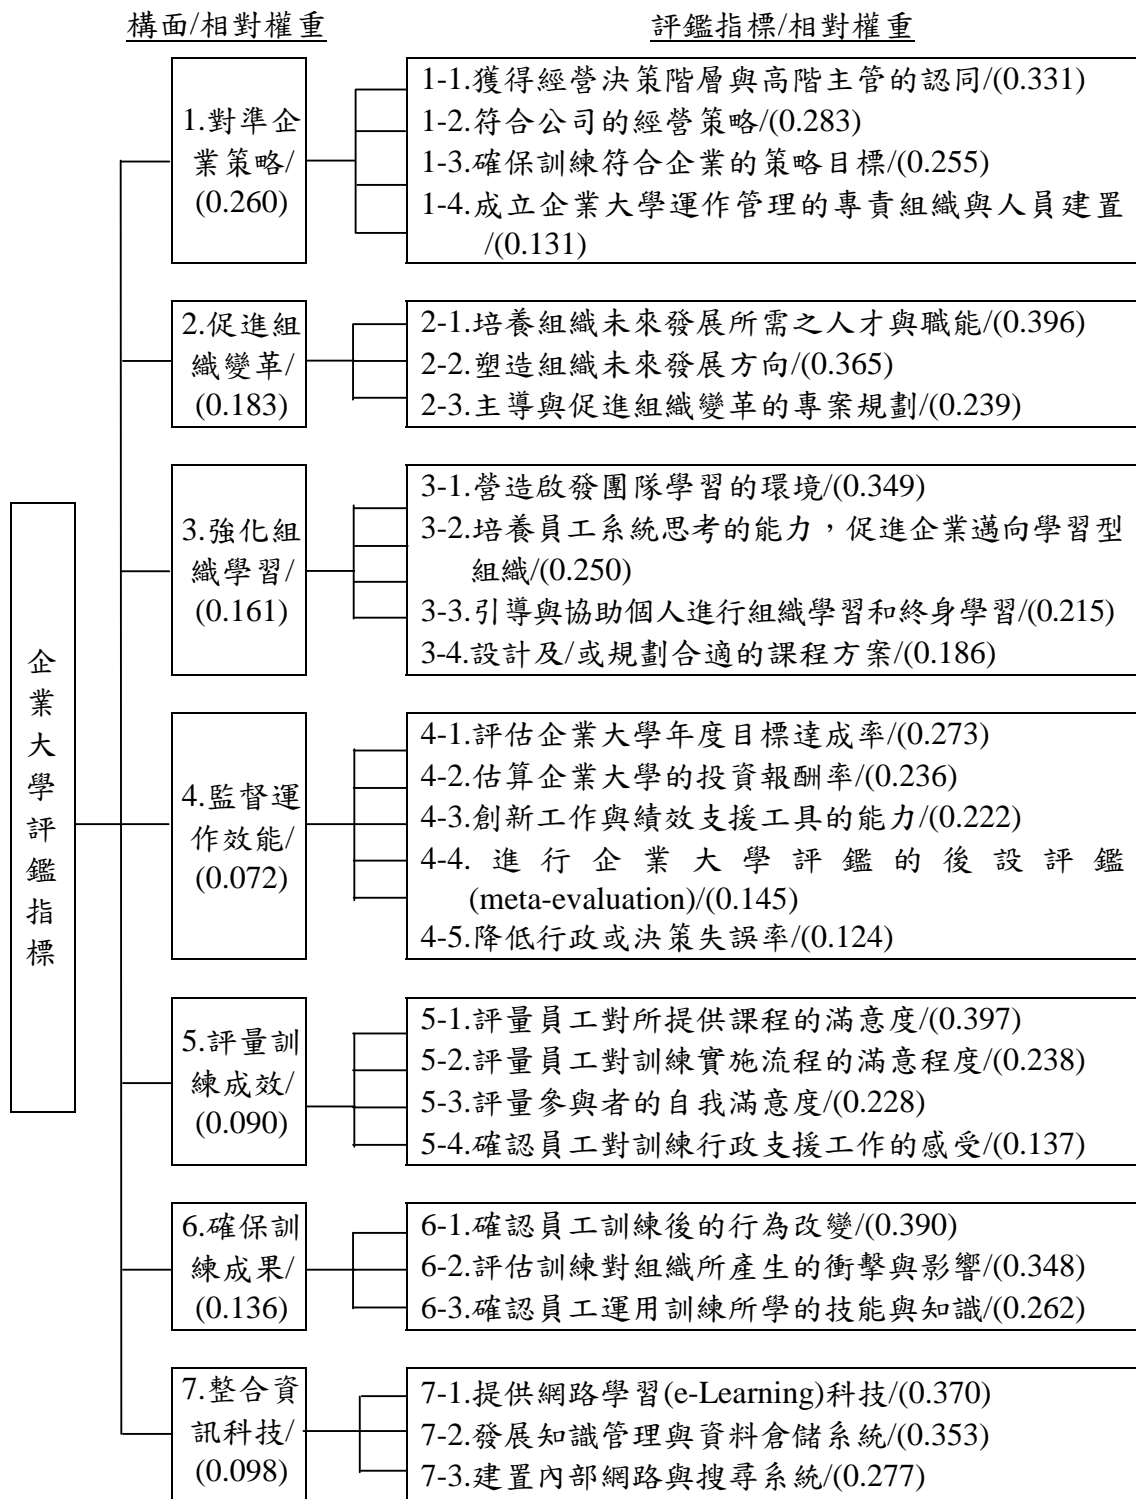 構面/相對權重
評鑑指標/相對權重
企業大學評鑑指標
1.對準企
業策略/
(0.260)
1-1.獲得經營決策階層與高階主管的認同/(0.331)
1-2.符合公司的經營策略/(0.283)
1-3.確保訓練符合企業的策略目標/(0.255)
1-4.成立企業大學運作管理的專責組織與人員建置
/(0.131)
2.促進組
織變革/
(0.183)
2-1.培養組織未來發展所需之人才與職能/(0.396)
2-2.塑造組織未來發展方向/(0.365)
2-3.主導與促進組織變革的專案規劃/(0.239)
3.強化組
織學習/
(0.161)
3-1.營造啟發團隊學習的環境/(0.349)
3-2.培養員工系統思考的能力，促進企業邁向學習型
組織/(0.250)
3-3.引導與協助個人進行組織學習和終身學習/(0.215)
3-4.設計及/或規劃合適的課程方案/(0.186)
4.監督運
作效能/
(0.072)
4-1.評估企業大學年度目標達成率/(0.273)
4-2.估算企業大學的投資報酬率/(0.236)
4-3.創新工作與績效支援工具的能力/(0.222)
4-4. 進行企業大學評鑑的後設評鑑
(meta-evaluation)/(0.145)
4-5.降低行政或決策失誤率/(0.124)
5.評量訓
練成效/
(0.090)
5-1.評量員工對所提供課程的滿意度/(0.397)
5-2.評量員工對訓練實施流程的滿意程度/(0.238)
5-3.評量參與者的自我滿意度/(0.228)
5-4.確認員工對訓練行政支援工作的感受/(0.137)
6.確保訓
練成果/
(0.136)
6-1.確認員工訓練後的行為改變/(0.390)
6-2.評估訓練對組織所產生的衝擊與影響/(0.348)
6-3.確認員工運用訓練所學的技能與知識/(0.262)
7.整合資
訊科技/
(0.098)
7-1.提供網路學習(e-Learning)科技/(0.370)
7-2.發展知識管理與資料倉儲系統/(0.353)
7-3.建置內部網路與搜尋系統/(0.277)